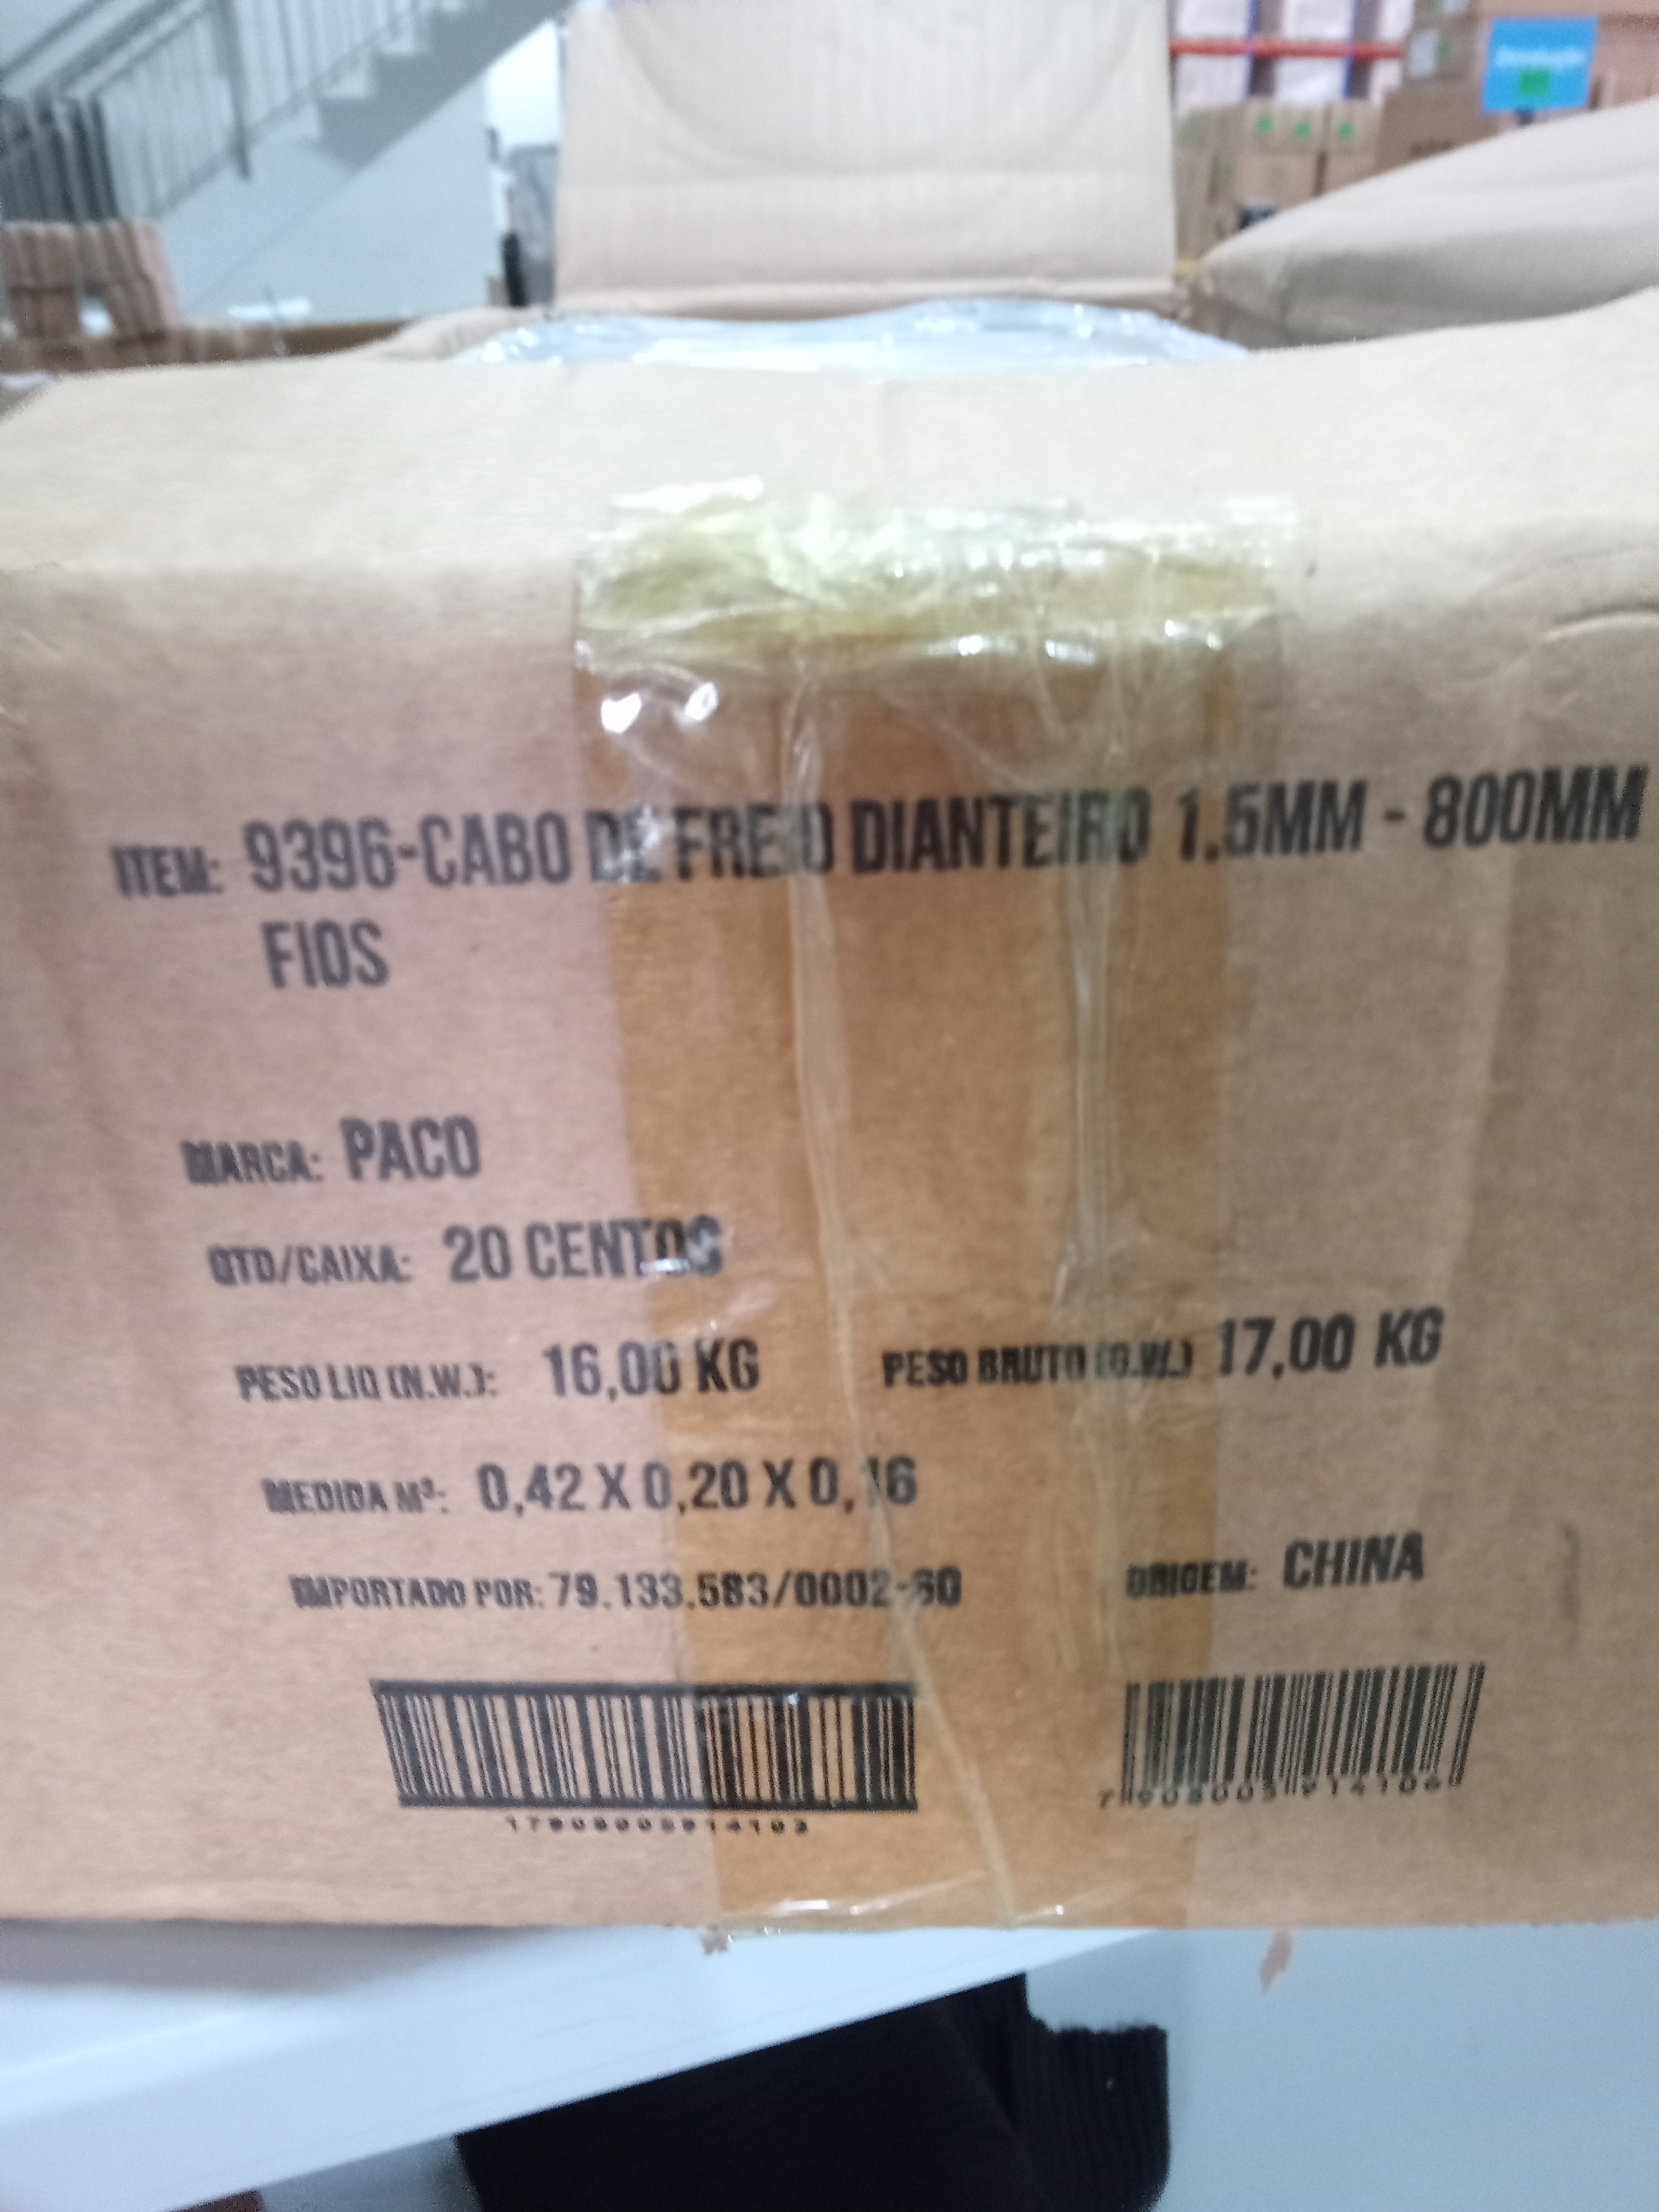 ITEM: 9396-CABO DE FREIO DIANTEIRO 1.5MM - 800MM
FIOS
MARCA: PACO
QTD/CAIXA: 20 CENTOS
PESO LIQ (N.W.): 16,00 KG PESO BRUTO (G.W.) 17,00 KG
MEDIDA M³: 0,42 X 0,20 X 0,16
IMPORTADO POR: 79.133.583/0002-60 ORIGEM: CHINA
17908005914103 7908005914106